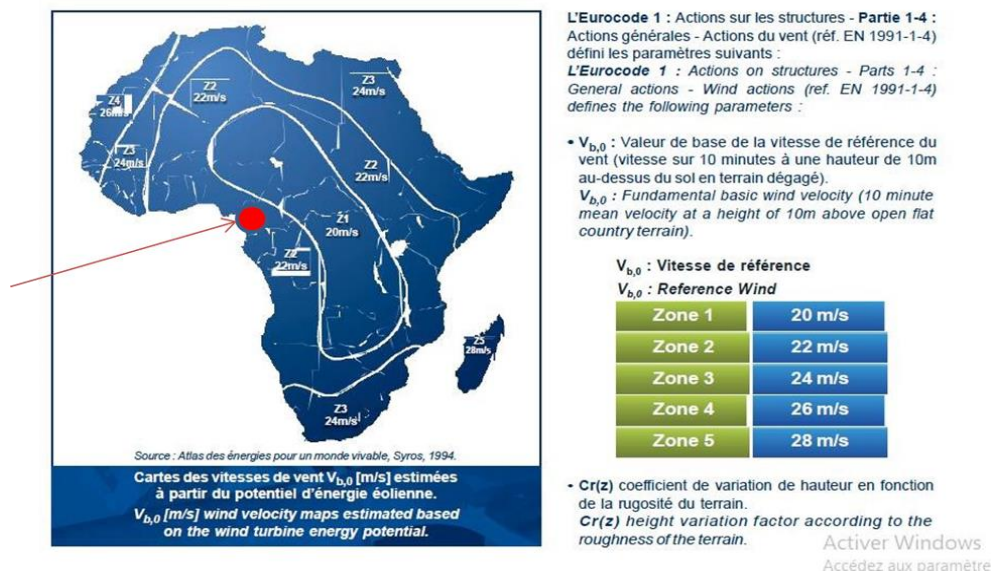 Z4
26m/s
Z3
24m/s
Z2
22m/s
Z3
24m/s
Z2
22m/s
Z1
20m/s
Z2
22m/s
Z5
28m/s
Z3
24m/s
Source : Atlas des énergies pour un monde vivable, Syros, 1994.
Cartes des vitesses de vent Vb,0 [m/s] estimées
à partir du potentiel d'énergie éolienne.
Vb,0 [m/s] wind velocity maps estimated based
on the wind turbine energy potential.
L'Eurocode 1 : Actions sur les structures - Partie 1-4 :
Actions générales - Actions du vent (réf. EN 1991-1-4)
défini les paramètres suivants :
L'Eurocode 1 : Actions on structures - Parts 1-4 :
General actions - Wind actions (ref. EN 1991-1-4)
defines the following parameters :
• Vb,0 : Valeur de base de la vitesse de référence du
vent (vitesse sur 10 minutes à une hauteur de 10m
au-dessus du sol en terrain dégagé).
Vb,0 : Fundamental basic wind velocity (10 minute
mean velocity at a height of 10m above open flat
country terrain).
Vb,0 : Vitesse de référence
Vb,0 : Reference Wind
Zone 1 20 m/s
Zone 2 22 m/s
Zone 3 24 m/s
Zone 4 26 m/s
Zone 5 28 m/s
• Cr(z) coefficient de variation de hauteur en fonction
de la rugosité du terrain.
Cr(z) height variation factor according to the
roughness of the terrain.
Activer Windows
Accédez aux paramètre